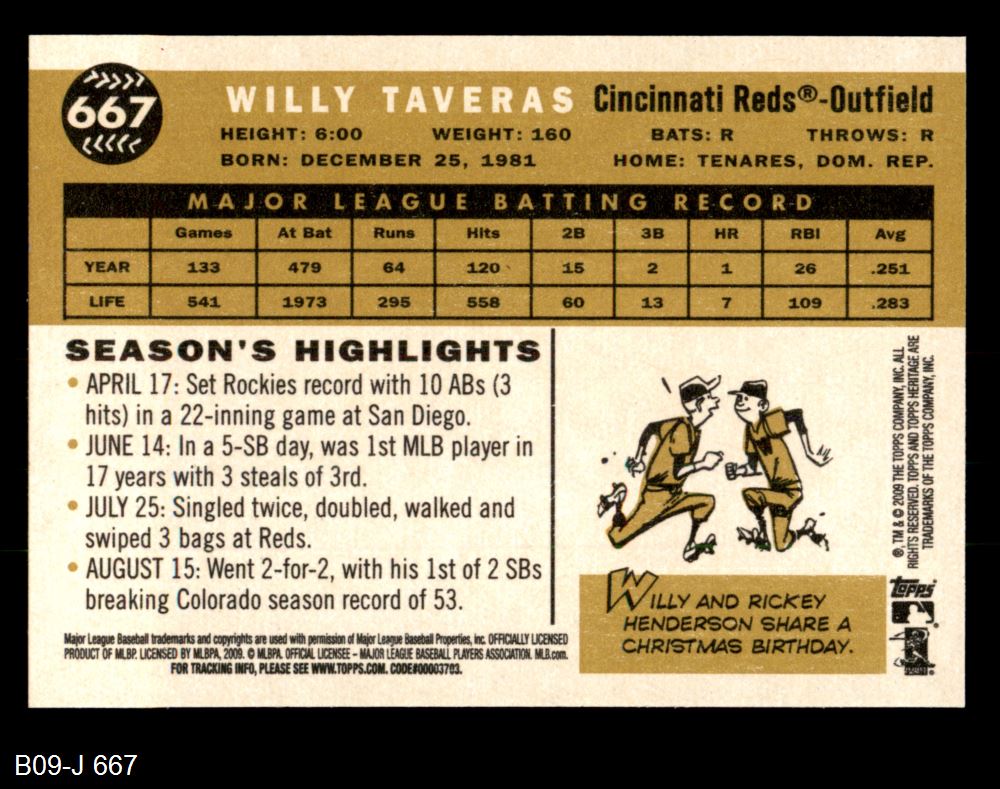 667
WILLY TAVERAS Cincinnati Reds®-Outfield
HEIGHT: 6:00 WEIGHT: 160 BATS: R THROWS: R
BORN: DECEMBER 25, 1981 HOME: TENARES, DOM. REP.
MAJOR LEAGUE BATTING RECORD
Games At Bat Runs Hits 2B 3B HR RBI Avg
YEAR 133 479 64 120 15 2 1 26 .251
LIFE 541 1973 295 558 60 13 7 109 .283
SEASON'S HIGHLIGHTS
• APRIL 17: Set Rockies record with 10 ABs (3
hits) in a 22-inning game at San Diego.
• JUNE 14: In a 5-SB day, was 1st MLB player in
17 years with 3 steals of 3rd.
• JULY 25: Singled twice, doubled, walked and
swiped 3 bags at Reds.
• AUGUST 15: Went 2-for-2, with his 1st of 2 SBs
breaking Colorado season record of 53.
Major League Baseball trademarks and copyrights are used with permission of Major League Baseball Properties, Inc. OFFICIALLY LICENSED
PRODUCT OF MLBP. LICENSED BY MLBPA, 2009. © MLBPA. OFFICIAL LICENSEE – MAJOR LEAGUE BASEBALL PLAYERS ASSOCIATION. MLB.com.
FOR TRACKING INFO, PLEASE SEE WWW.TOPPS.COM. CODE#00003703.
W
WILLY AND RICKEY
HENDERSON SHARE A
CHRISTMAS BIRTHDAY.
®, TM & © 2009 THE TOPPS COMPANY, INC. ALL
RIGHTS RESERVED. TOPPS AND TOPPS HERITAGE ARE
TRADEMARKS OF THE TOPPS COMPANY, INC.
Topps
B09-J 667